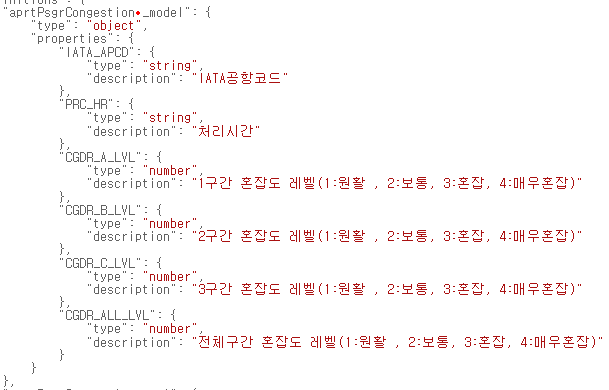 "aprtPsgrCongestion•_model": {
"type": "object",
"properties": {
"IATA_APCD": {
"type": "string",
"description": "IATA공항코드"
},
"PRC_HR": {
"type": "string",
"description": "처리시간"
},
"CGDR_A_LVL": {
"type": "number",
"description": "1구간 혼잡도 레벨(1:원활 , 2:보통, 3:혼잡, 4:매우혼잡)"
},
"CGDR_B_LVL": {
"type": "number",
"description": "2구간 혼잡도 레벨(1:원활 , 2:보통, 3:혼잡, 4:매우혼잡)"
},
"CGDR_C_LVL": {
"type": "number",
"description": "3구간 혼잡도 레벨(1:원활 , 2:보통, 3:혼잡, 4:매우혼잡)"
},
"CGDR_ALL_LVL": {
"type": "number",
"description": "전체구간 혼잡도 레벨(1:원활 , 2:보통, 3:혼잡, 4:매우혼잡)"
}
}
},